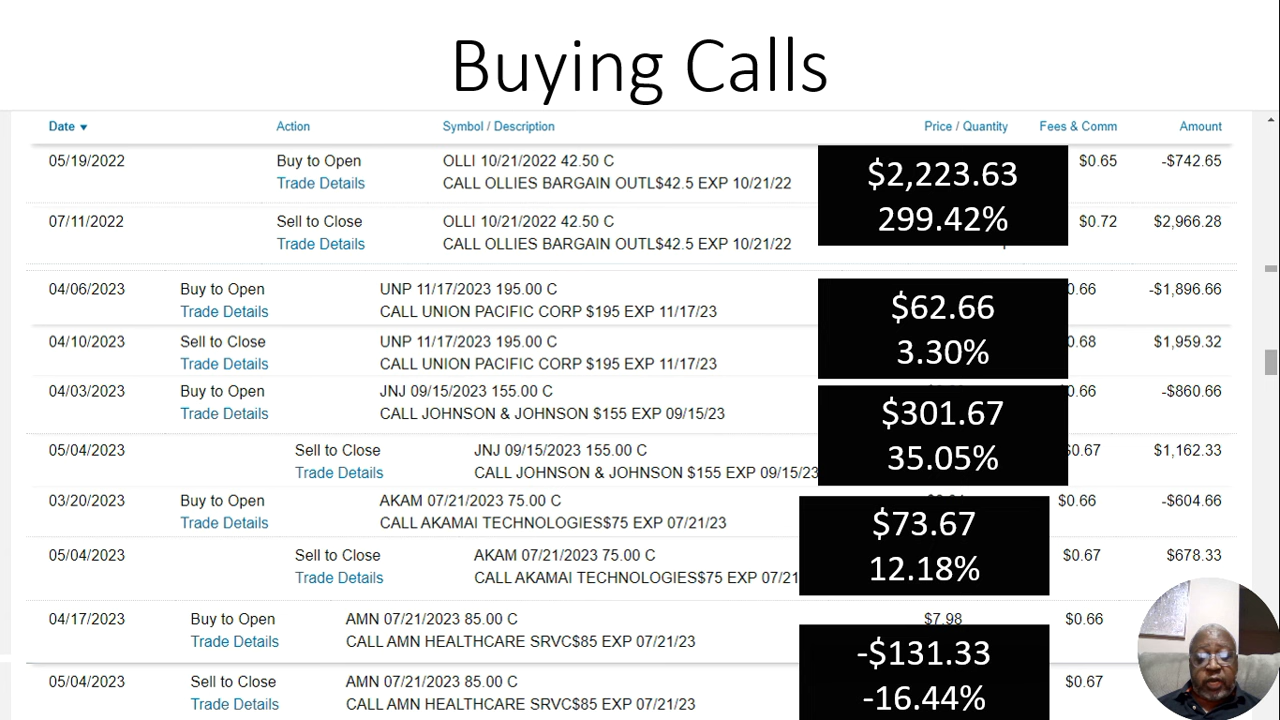 Buying Calls
Date Action Symbol / Description Price / Quantity Fees & Comm Amount
05/19/2022 Buy to Open OLLI 10/21/2022 42.50 C $0.65 -$742.65
Trade Details CALL OLLIES BARGAIN OUTL$42.5 EXP 10/21/22
$2,223.63
299.42%
07/11/2022 Sell to Close OLLI 10/21/2022 42.50 C $0.72 $2,966.28
Trade Details CALL OLLIES BARGAIN OUTL$42.5 EXP 10/21/22
04/06/2023 Buy to Open UNP 11/17/2023 195.00 C 0.66 -$1,896.66
Trade Details CALL UNION PACIFIC CORP $195 EXP 11/17/23
$62.66
3.30%
04/10/2023 Sell to Close UNP 11/17/2023 195.00 C 0.68 $1,959.32
Trade Details CALL UNION PACIFIC CORP $195 EXP 11/17/23
04/03/2023 Buy to Open JNJ 09/15/2023 155.00 C 0.66 -$860.66
Trade Details CALL JOHNSON & JOHNSON $155 EXP 09/15/23
$301.67
35.05%
05/04/2023 Sell to Close JNJ 09/15/2023 155.00 C $0.67 $1,162.33
Trade Details CALL JOHNSON & JOHNSON $155 EXP 09/15/23
03/20/2023 Buy to Open AKAM 07/21/2023 75.00 C $0.66 -$604.66
Trade Details CALL AKAMAI TECHNOLOGIES$75 EXP 07/21/23
$73.67
12.18%
05/04/2023 Sell to Close AKAM 07/21/2023 75.00 C $0.67 $678.33
Trade Details CALL AKAMAI TECHNOLOGIES$75 EXP 07/21
04/17/2023 Buy to Open AMN 07/21/2023 85.00 C $7.98 $0.66
Trade Details CALL AMN HEALTHCARE SRVC$85 EXP 07/21/23
-$131.33
-16.44%
05/04/2023 Sell to Close AMN 07/21/2023 85.00 C $0.67
Trade Details CALL AMN HEALTHCARE SRVC$85 EXP 07/21/23